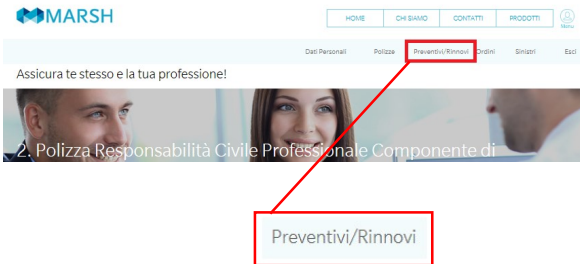 MARSH
HOME CHI SIAMO CONTATTI PRODOTTI
Menu
Dati Personali Polizze Preventivi/Rinnovi Ordini Sinistri Esci
Assicura te stesso e la tua professione!
2. Polizza Responsabilità Civile Professionale Componente di
Preventivi/Rinnovi